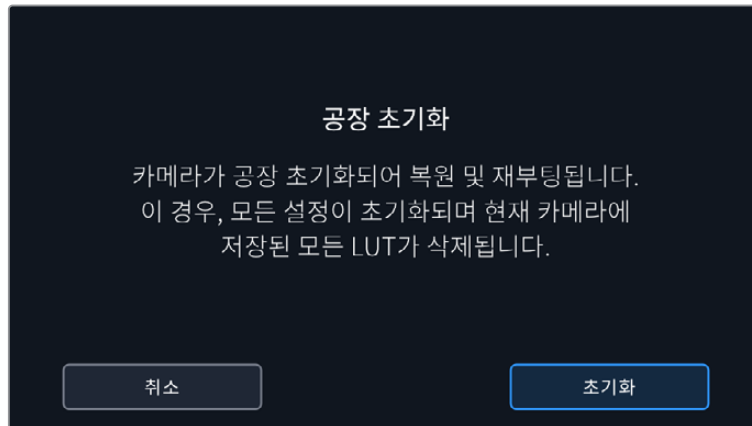 공장 초기화
카메라가 공장 초기화되어 복원 및 재부팅됩니다.
이 경우, 모든 설정이 초기화되며 현재 카메라에
저장된 모든 LUT가 삭제됩니다.
취소
초기화